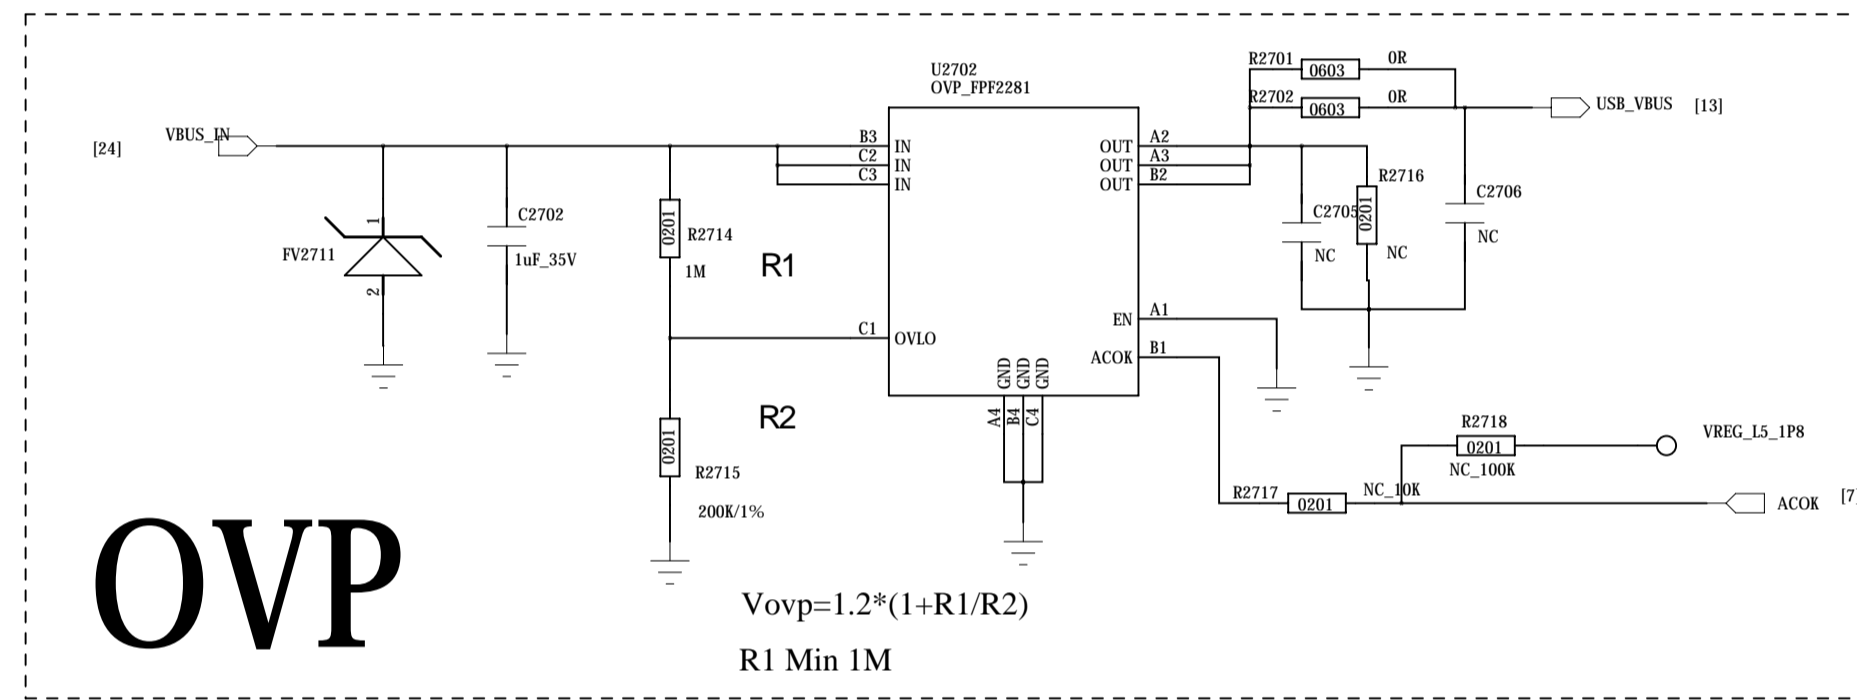 U2702
OVP_FPF2281
R2701
0603
0R
R2702
0603
0R
USB_VBUS [13]
[24]
VBUS_IN
B3
IN
C2
IN
C3
IN
OUT
A2
OUT
A3
OUT
B2
R2716
0201
NC
C2705
NC
C2706
NC
FV2711
1
2
C2702
1uF_35V
0201
R2714
1M
R1
C1
OVLO
EN
A1
ACOK
B1
GND
GND
GND
A4
B4
C4
R2
0201
R2715
200K/1%
R2718
0201
NC_100K
VREG_L5_1P8
R2717
0201
NC_10K
ACOK
[7
OVP
Vovp=1.2*(1+R1/R2)
R1 Min 1M